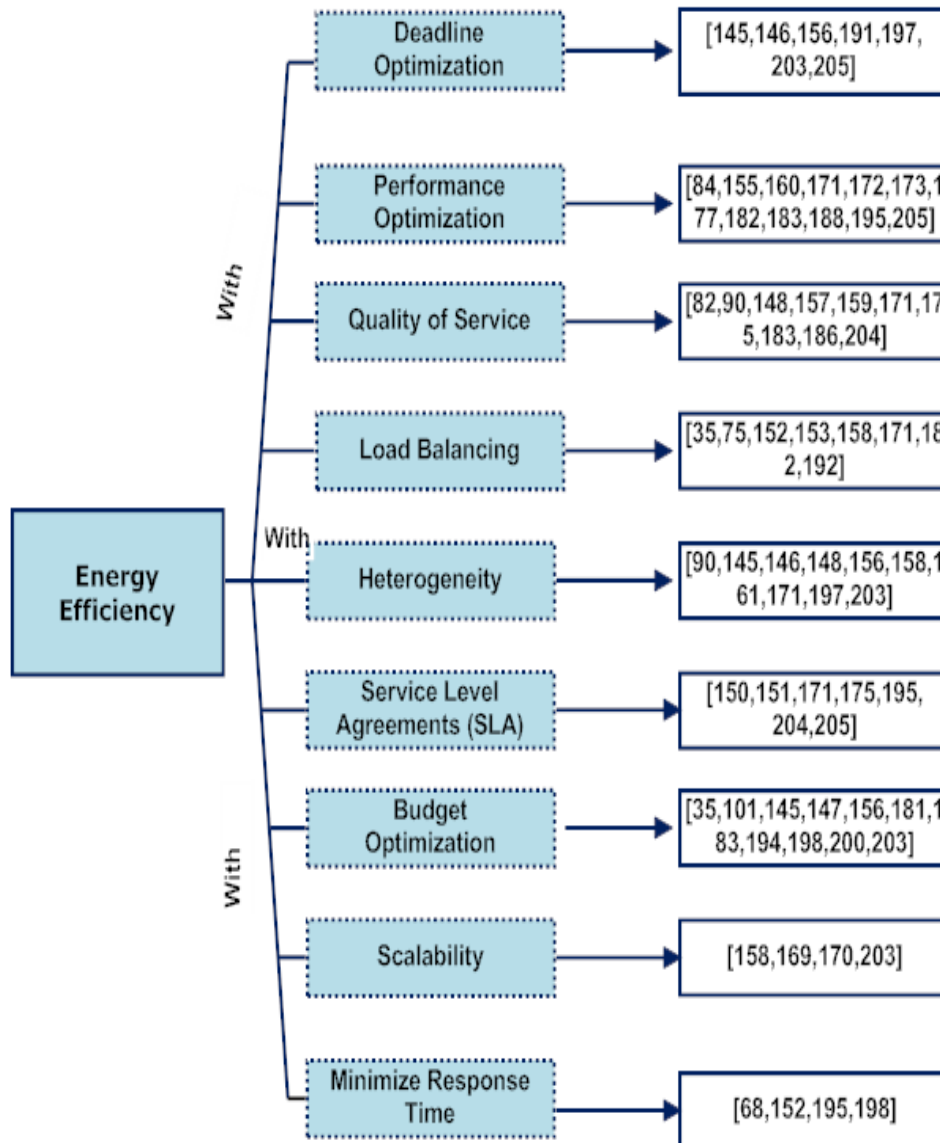 Deadline
Optimization
[145,146,156,191,197,
203,205]
Performance
Optimization
[84,155,160,171,172,173,1
77,182,183,188,195,205]
With
Quality of Service
[82,90,148,157,159,171,17
5,183,186,204]
Load Balancing
[35,75,152,153,158,171,18
2,192]
With
Energy
Efficiency
Heterogeneity
[90,145,146,148,156,158,1
61,171,197,203]
Service Level
Agreements (SLA)
[150,151,171,175,195,
204,205]
Budget
Optimization
[35,101,145,147,156,181,1
83,194,198,200,203]
With
Scalability
[158,169,170,203]
Minimize Response
Time
[68,152,195,198]